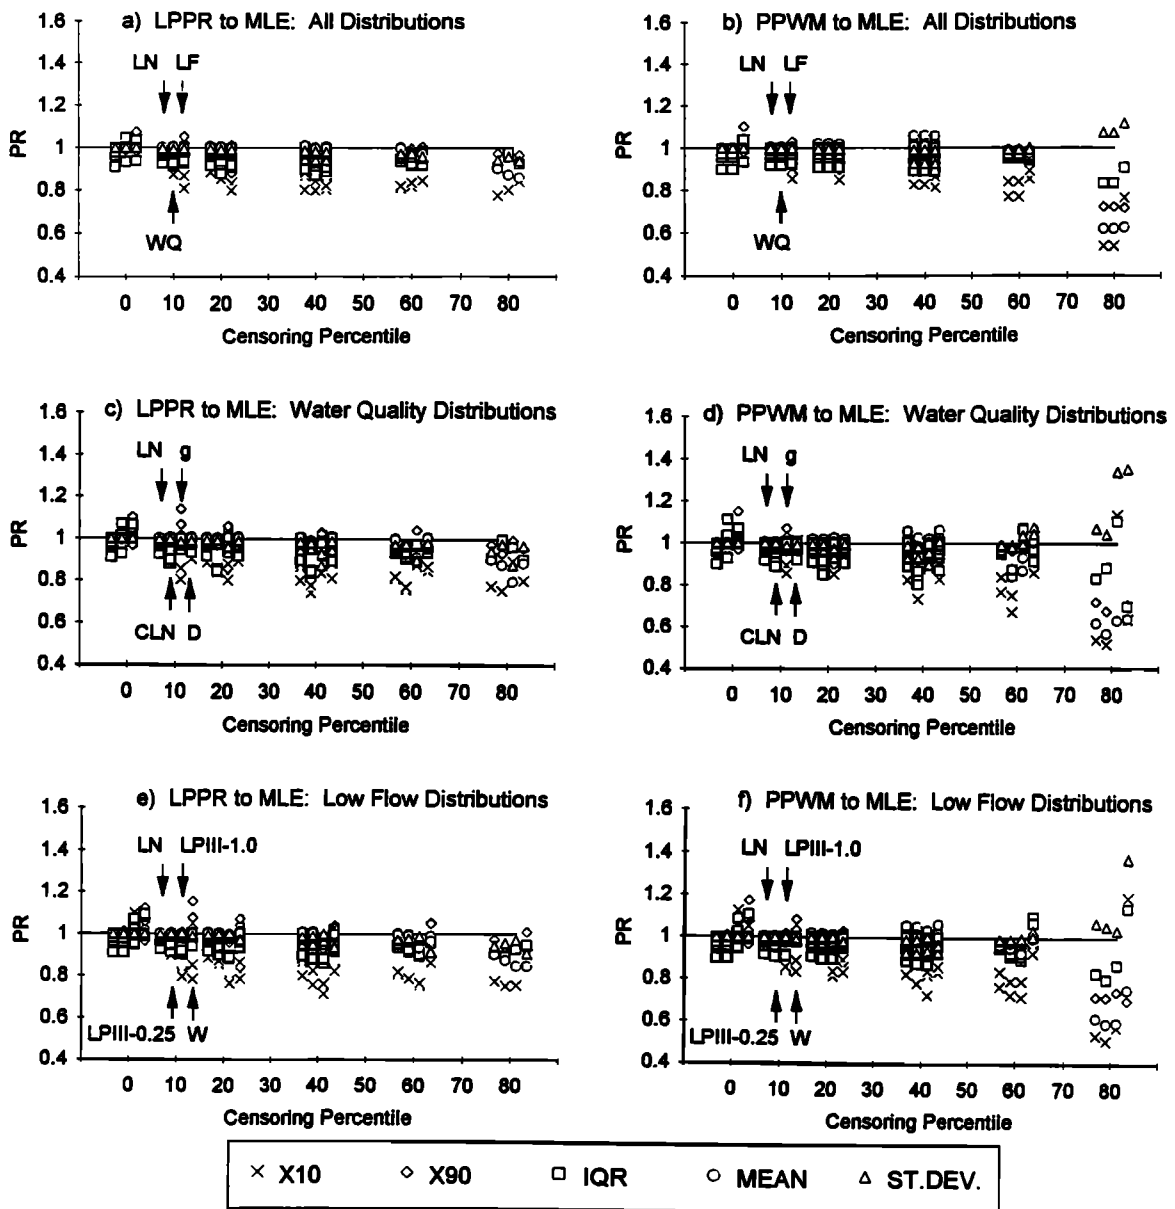 a) LPPR to MLE: All Distributions
1.6
1.4
1.2
1
0.8
0.6
0.4
PR
LN LF
WQ
0 10 20 30 40 50 60 70 80
Censoring Percentile
b) PPWM to MLE: All Distributions
1.6
1.4
1.2
1
0.8
0.6
0.4
PR
LN LF
WQ
0 10 20 30 40 50 60 70 80
Censoring Percentile
c) LPPR to MLE: Water Quality Distributions
1.6
1.4
1.2
1
0.8
0.6
0.4
PR
LN g
CLN D
0 10 20 30 40 50 60 70 80
Censoring Percentile
d) PPWM to MLE: Water Quality Distributions
1.6
1.4
1.2
1
0.8
0.6
0.4
PR
LN g
CLN D
0 10 20 30 40 50 60 70 80
Censoring Percentile
e) LPPR to MLE: Low Flow Distributions
1.6
1.4
1.2
1
0.8
0.6
0.4
PR
LN LPIII-1.0
LPIII-0.25 W
0 10 20 30 40 50 60 70 80
Censoring Percentile
f) PPWM to MLE: Low Flow Distributions
1.6
1.4
1.2
1
0.8
0.6
0.4
PR
LN LPIII-1.0
LPIII-0.25 W
0 10 20 30 40 50 60 70 80
Censoring Percentile
X10 X90 IQR MEAN ST.DEV.